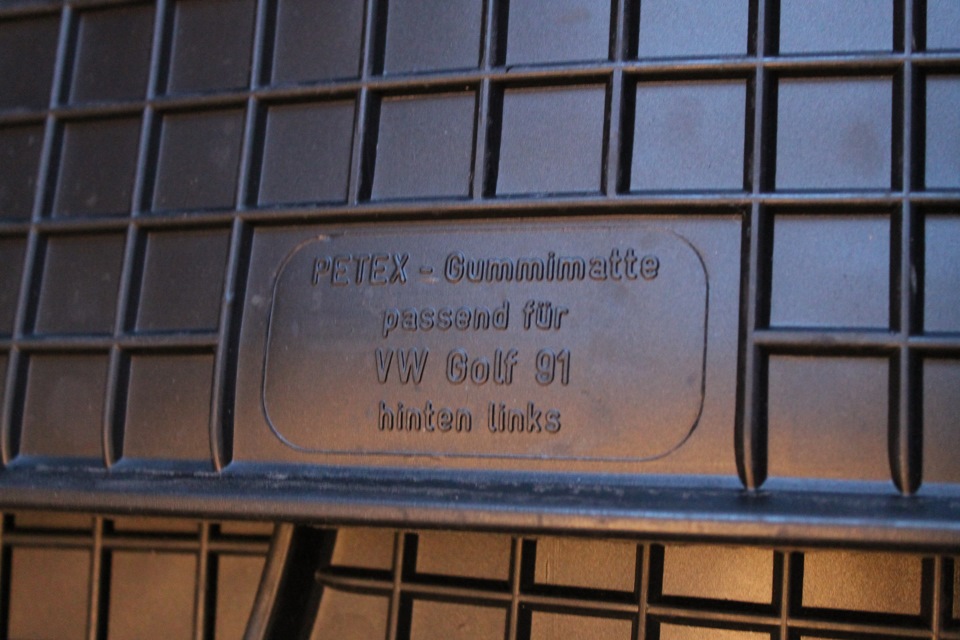 PETEX - Gummimatte
passend für
VW Golf 91
hinten links